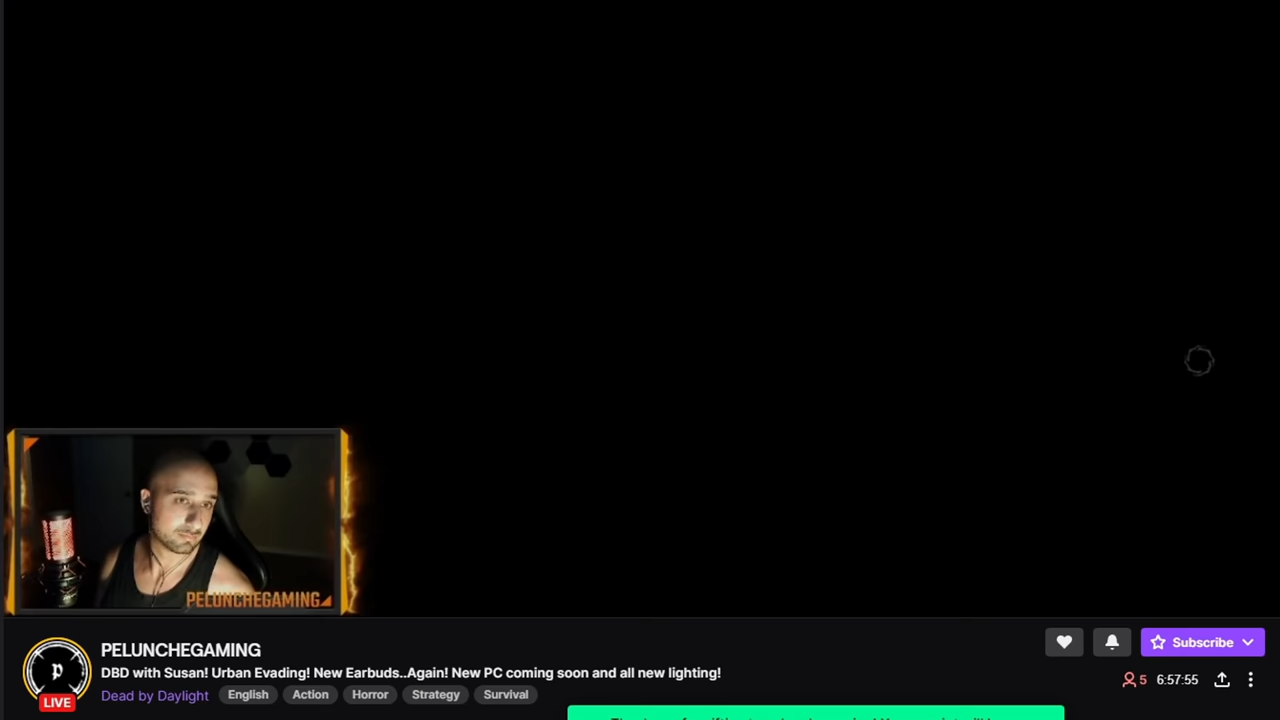 PELUNCHEGAMING
PELUNCHEGAMING
DBD with Susan! Urban Evading! New Earbuds..Again! New PC coming soon and all new lighting!
Dead by Daylight English Action Horror Strategy Survival
LIVE
Subscribe
5 6:57:55